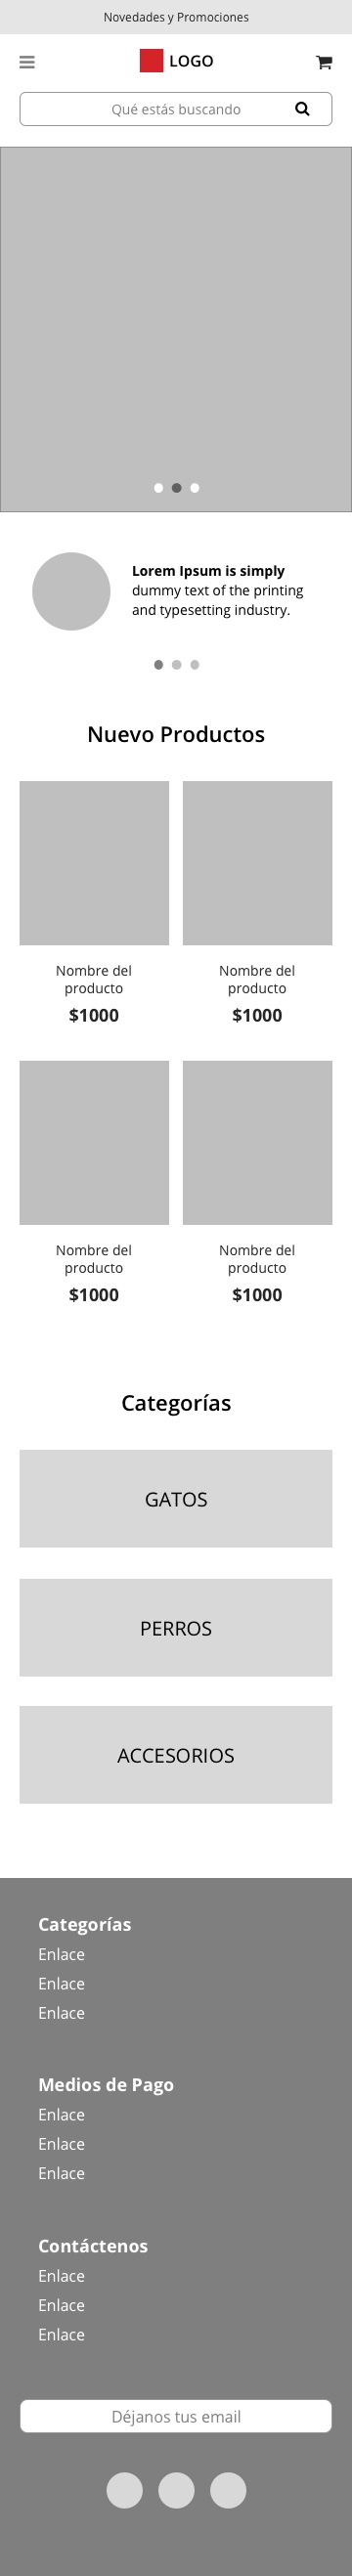 Novedades y Promociones
LOGO
Qué estás buscando
Lorem Ipsum is simply
dummy text of the printing
and typesetting industry.
Nuevo Productos
Nombre del
producto
$1000
Nombre del
producto
$1000
Nombre del
producto
$1000
Nombre del
producto
$1000
Categorías
GATOS
PERROS
ACCESORIOS
Categorías
Enlace
Enlace
Enlace
Medios de Pago
Enlace
Enlace
Enlace
Contáctenos
Enlace
Enlace
Enlace
Déjanos tus email